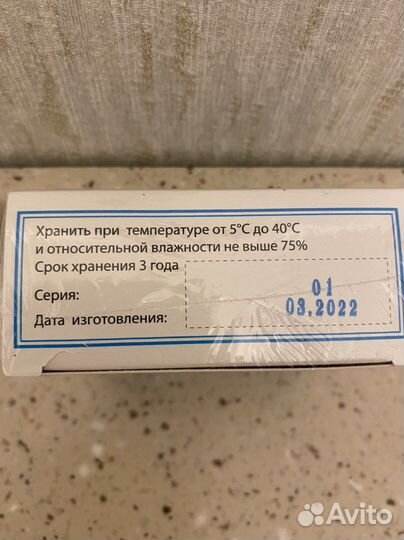 Хранить при температуре от 5°С до 40°С
и относительной влажности не выше 75%
Срок хранения 3 года
Серия: 01
Дата изготовления: 03.2022
Avito